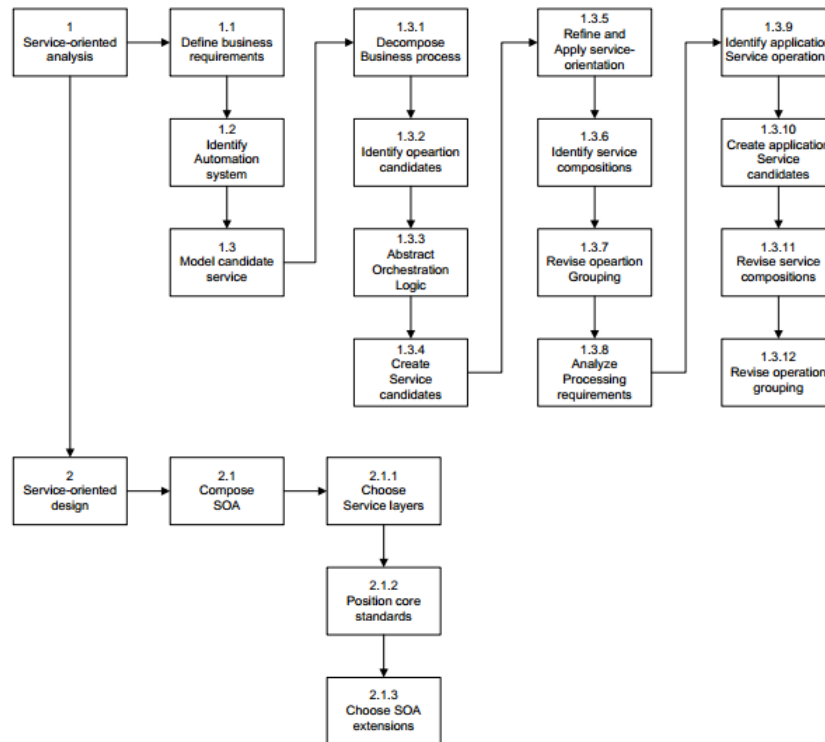 1
Service-oriented
analysis
1.1
Define business
requirements
1.2
Identify
Automation
system
1.3
Model candidate
service
1.3.1
Decompose
Business process
1.3.2
Identify opeartion
candidates
1.3.3
Abstract
Orchestration
Logic
1.3.4
Create
Service
candidates
1.3.5
Refine and
Apply service-
orientation
1.3.6
Identify service
compositions
1.3.7
Revise opeartion
Grouping
1.3.8
Analyze
Processing
requirements
1.3.9
Identify application
Service operation
1.3.10
Create application
Service
candidates
1.3.11
Revise service
compositions
1.3.12
Revise operation
grouping
2
Service-oriented
design
2.1
Compose
SOA
2.1.1
Choose
Service layers
2.1.2
Position core
standards
2.1.3
Choose SOA
extensions